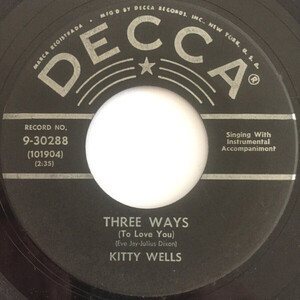 MARCA REGISTRADA • MFR'D BY DECCA RECORDS, INC., NEW YORK, U.S.A.
DECCA®
RECORD NO.
9-30288
(101904)
(2:35)
Singing With
Instrumental
Accompaniment
THREE WAYS
(To Love You)
(Eve Jay-Julius Dixon)
KITTY WELLS